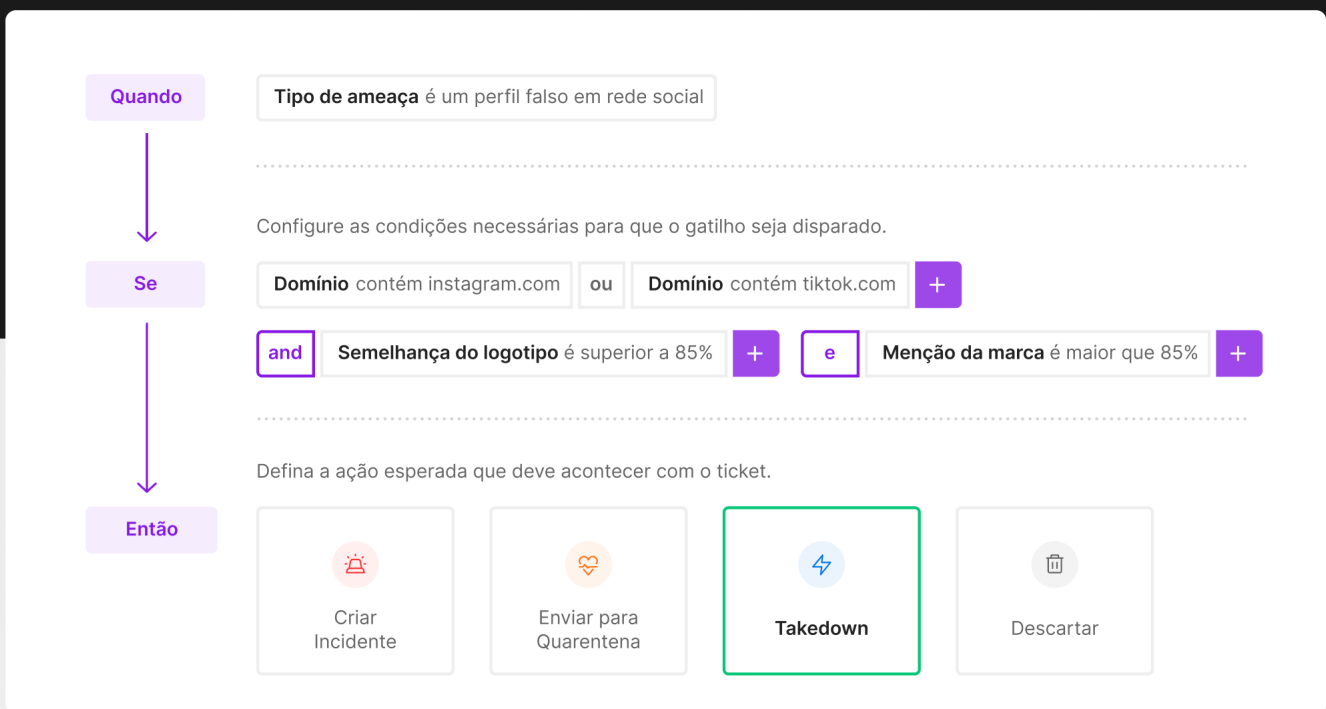 Quando
Tipo de ameaça é um perfil falso em rede social
Configure as condições necessárias para que o gatilho seja disparado.
Se
Domínio contém instagram.com ou Domínio contém tiktok.com +
and Semelhança do logotipo é superior a 85% + e Menção da marca é maior que 85% +
Defina a ação esperada que deve acontecer com o ticket.
Então
Criar
Incidente
Enviar para
Quarentena
Takedown
Descartar